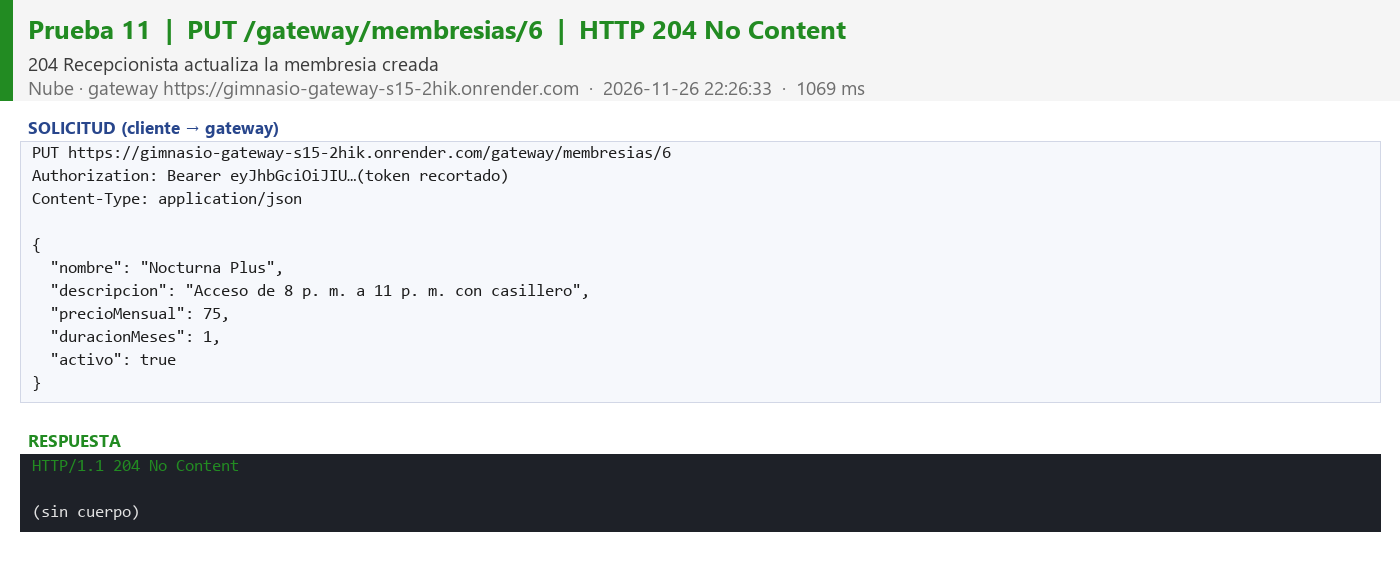 Prueba 11 | PUT /gateway/membresias/6 | HTTP 204 No Content
204 Recepcionista actualiza la membresia creada
Nube · gateway https://gimnasio-gateway-s15-2hik.onrender.com · 2026-11-26 22:26:33 · 1069 ms
SOLICITUD (cliente → gateway)
PUT https://gimnasio-gateway-s15-2hik.onrender.com/gateway/membresias/6
Authorization: Bearer eyJhbGciOiJIU…(token recortado)
Content-Type: application/json
{
"nombre": "Nocturna Plus",
"descripcion": "Acceso de 8 p. m. a 11 p. m. con casillero",
"precioMensual": 75,
"duracionMeses": 1,
"activo": true
}
RESPUESTA
HTTP/1.1 204 No Content
(sin cuerpo)